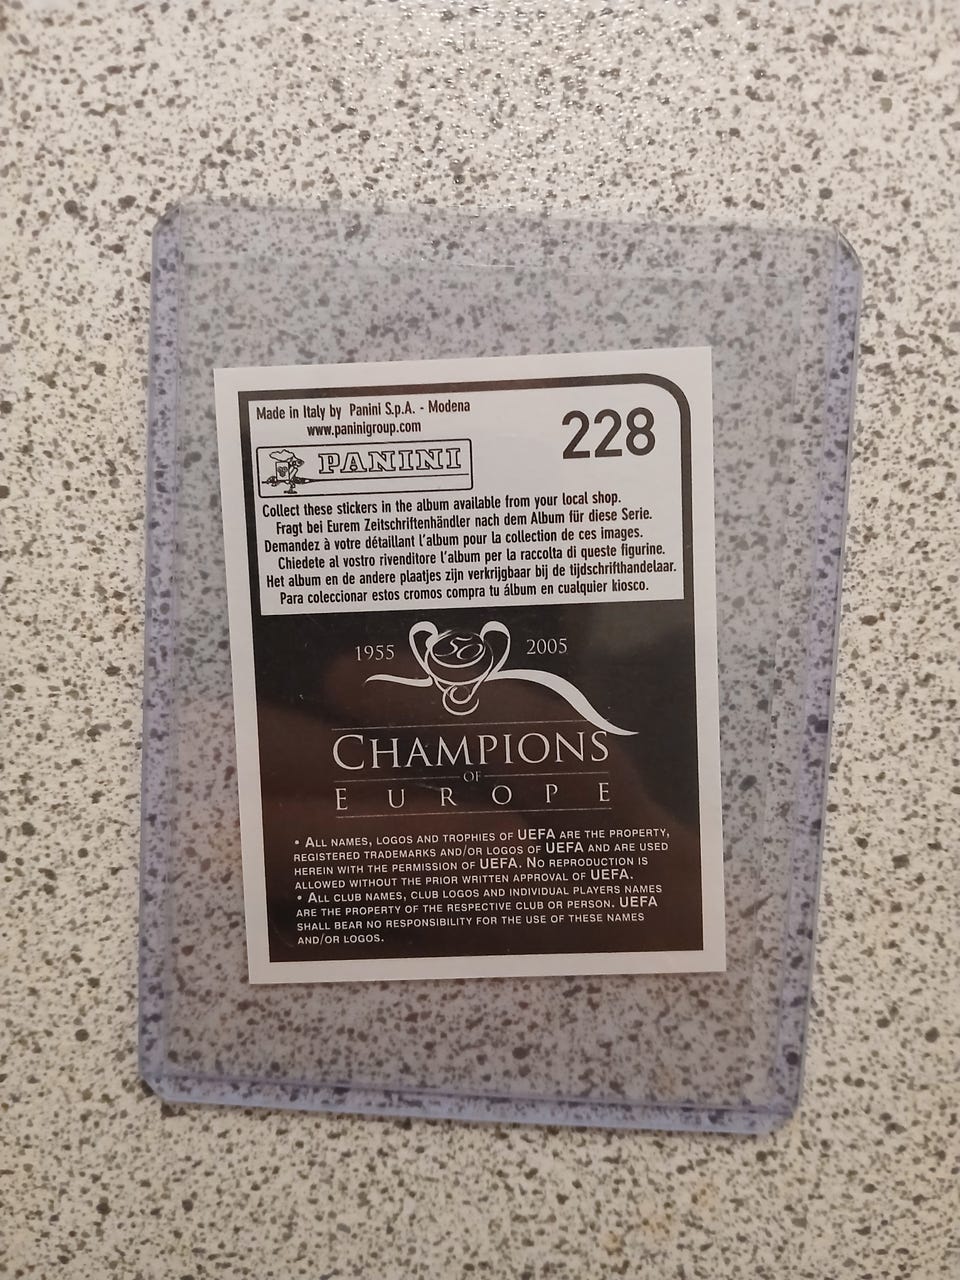 Made in Italy by Panini S.p.A. - Modena
www.paninigroup.com
228
PANINI
Collect these stickers in the album available from your local shop.
Fragt bei Eurem Zeitschriftenhändler nach dem Album für diese Serie.
Demandez à votre détaillant l'album pour la collection de ces images.
Chiedete al vostro rivenditore l'album per la raccolta di queste figurine.
Het album en de andere plaatjes zijn verkrijgbaar bij de tijdschrifthandelaar.
Para coleccionar estos cromos compra tu álbum en cualquier kiosco.
1955 50 2005
CHAMPIONS
OF
EUROPE
• ALL NAMES, LOGOS AND TROPHIES OF UEFA ARE THE PROPERTY,
REGISTERED TRADEMARKS AND/OR LOGOS OF UEFA AND ARE USED
HEREIN WITH THE PERMISSION OF UEFA. NO REPRODUCTION IS
ALLOWED WITHOUT THE PRIOR WRITTEN APPROVAL OF UEFA.
• ALL CLUB NAMES, CLUB LOGOS AND INDIVIDUAL PLAYERS NAMES
ARE THE PROPERTY OF THE RESPECTIVE CLUB OR PERSON. UEFA
SHALL BEAR NO RESPONSIBILITY FOR THE USE OF THESE NAMES
AND/OR LOGOS.